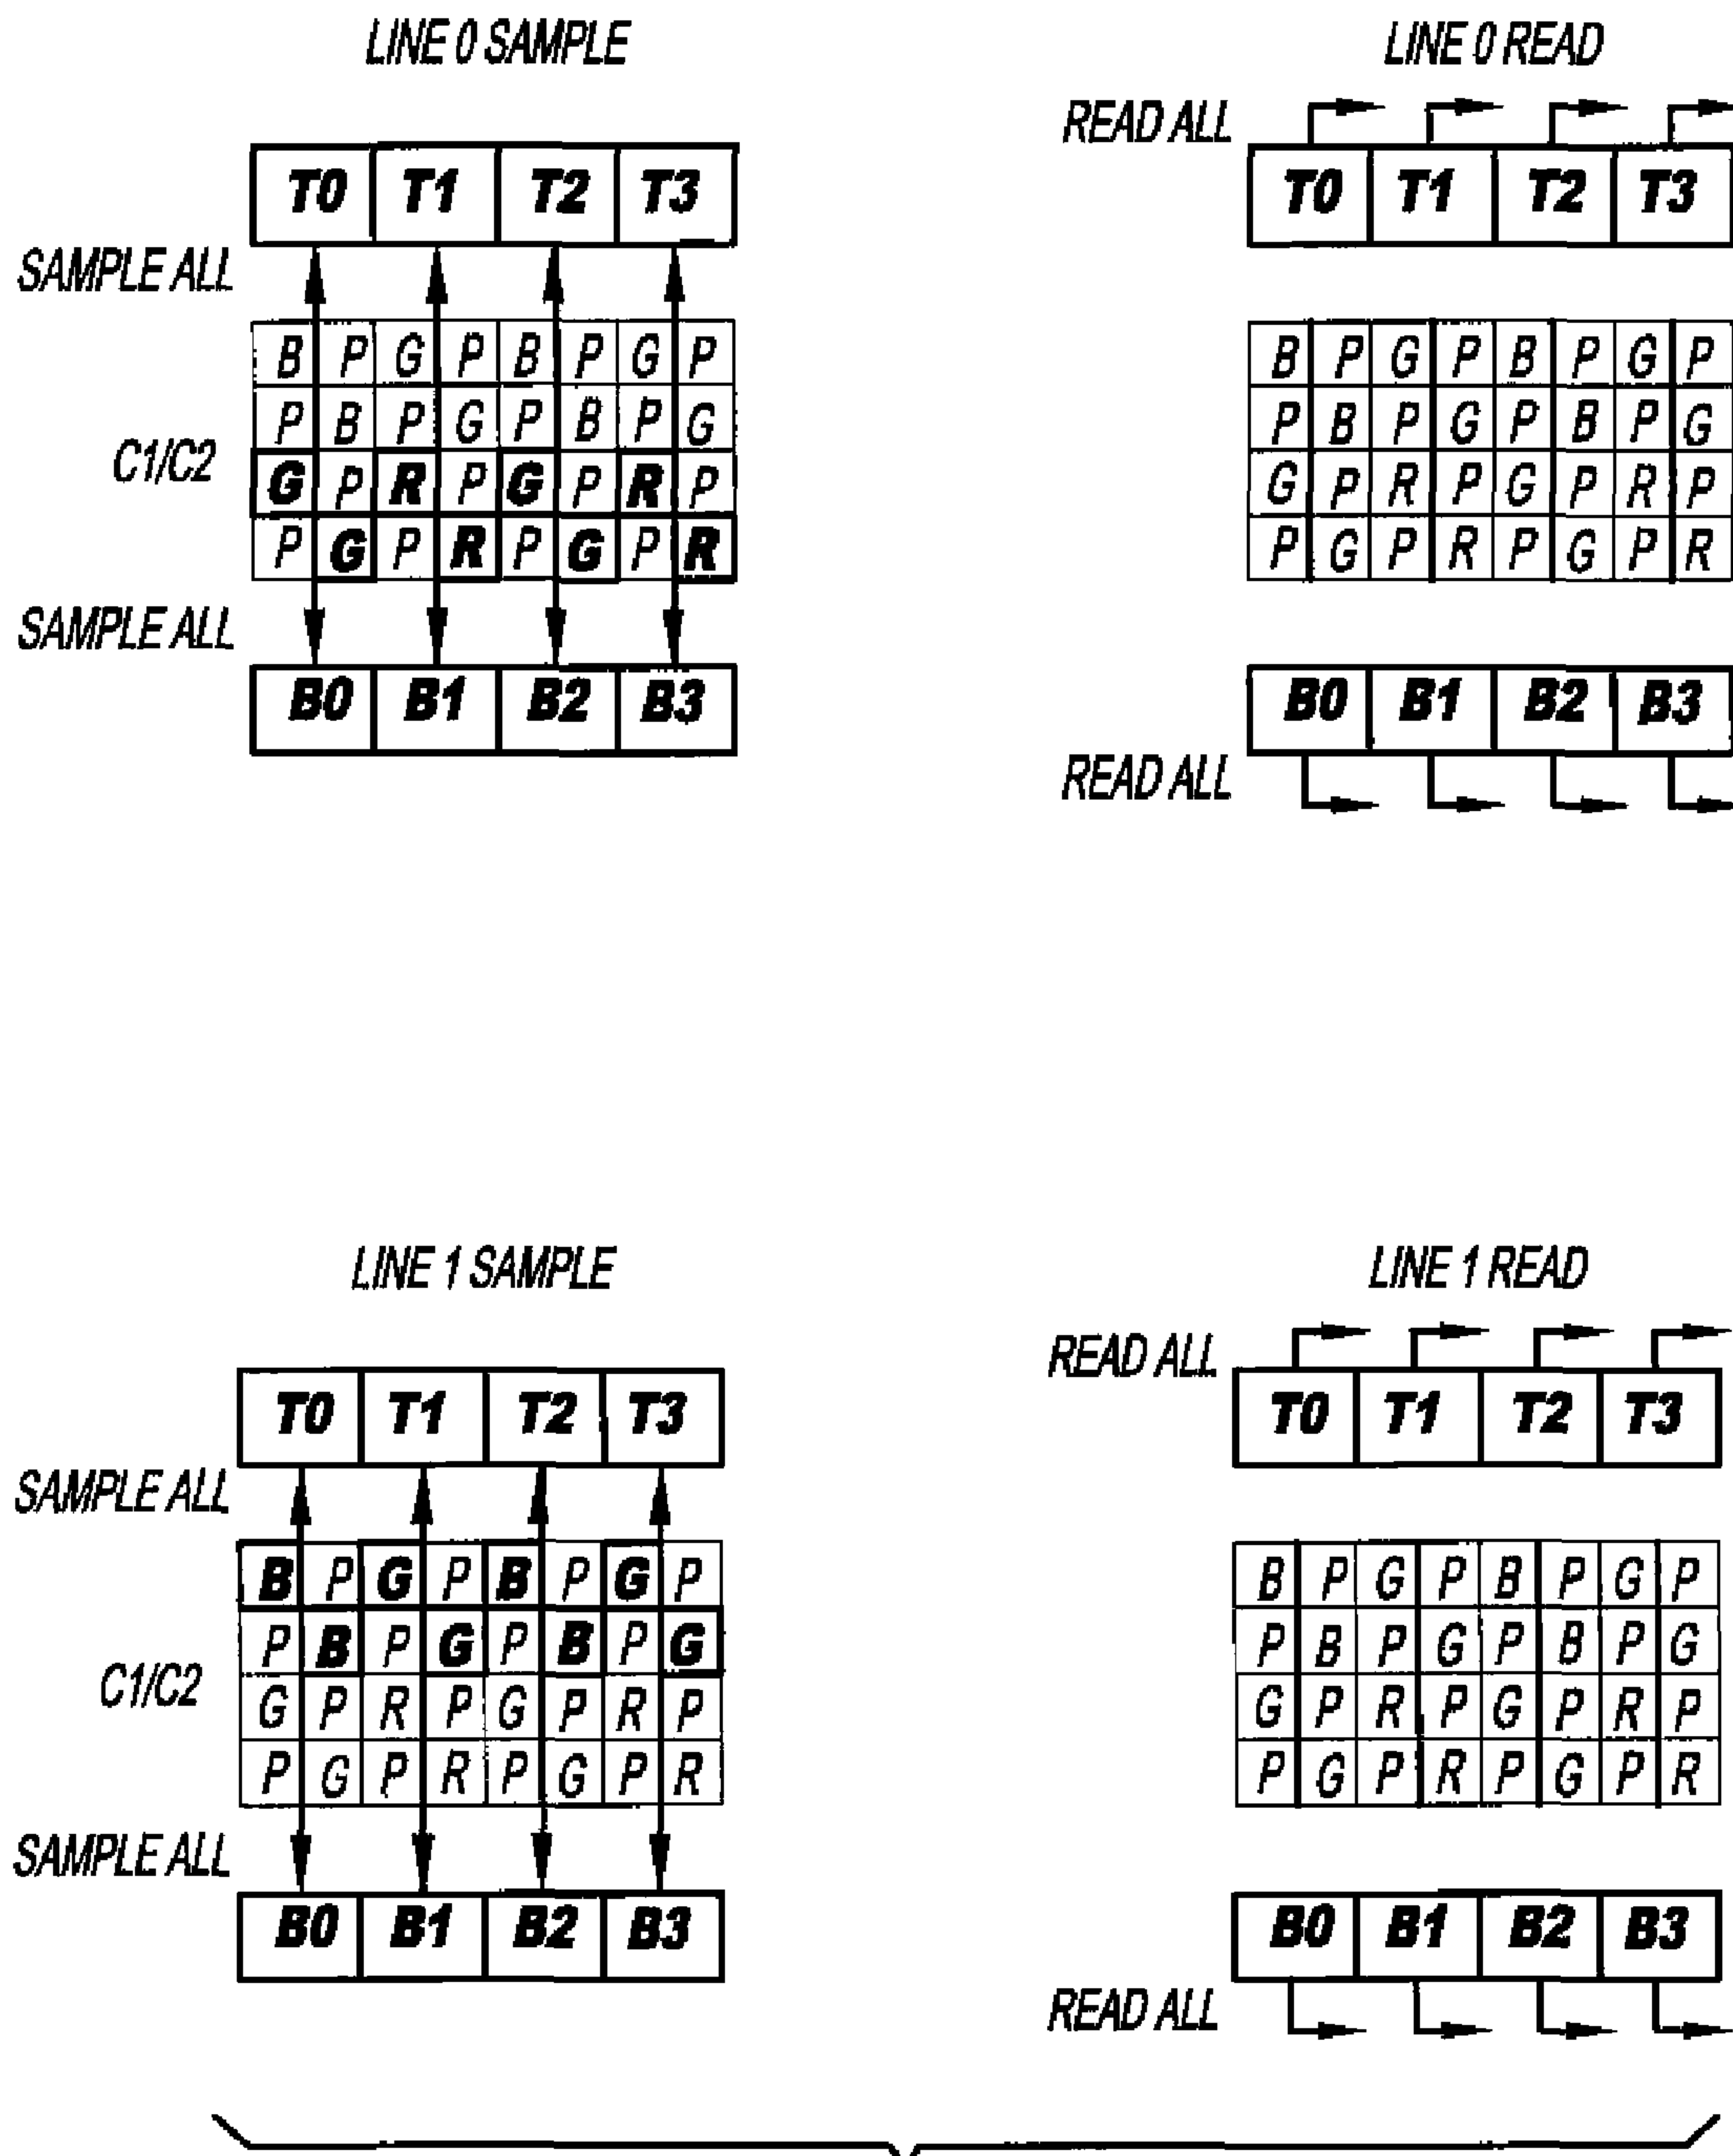 LINE 0 SAMPLE
T0 T1 T2 T3
SAMPLE ALL
B P G P B P G P
P B P G P B P G
C1/C2
G P R P G P R P
P G P R P G P R
SAMPLE ALL
B0 B1 B2 B3
LINE 0 READ
READ ALL
T0 T1 T2 T3
B P G P B P G P
P B P G P B P G
G P R P G P R P
P G P R P G P R
B0 B1 B2 B3
READ ALL
LINE 1 SAMPLE
T0 T1 T2 T3
SAMPLE ALL
B P G P B P G P
P B P G P B P G
C1/C2
G P R P G P R P
P G P R P G P R
SAMPLE ALL
B0 B1 B2 B3
LINE 1 READ
READ ALL
T0 T1 T2 T3
B P G P B P G P
P B P G P B P G
G P R P G P R P
P G P R P G P R
B0 B1 B2 B3
READ ALL